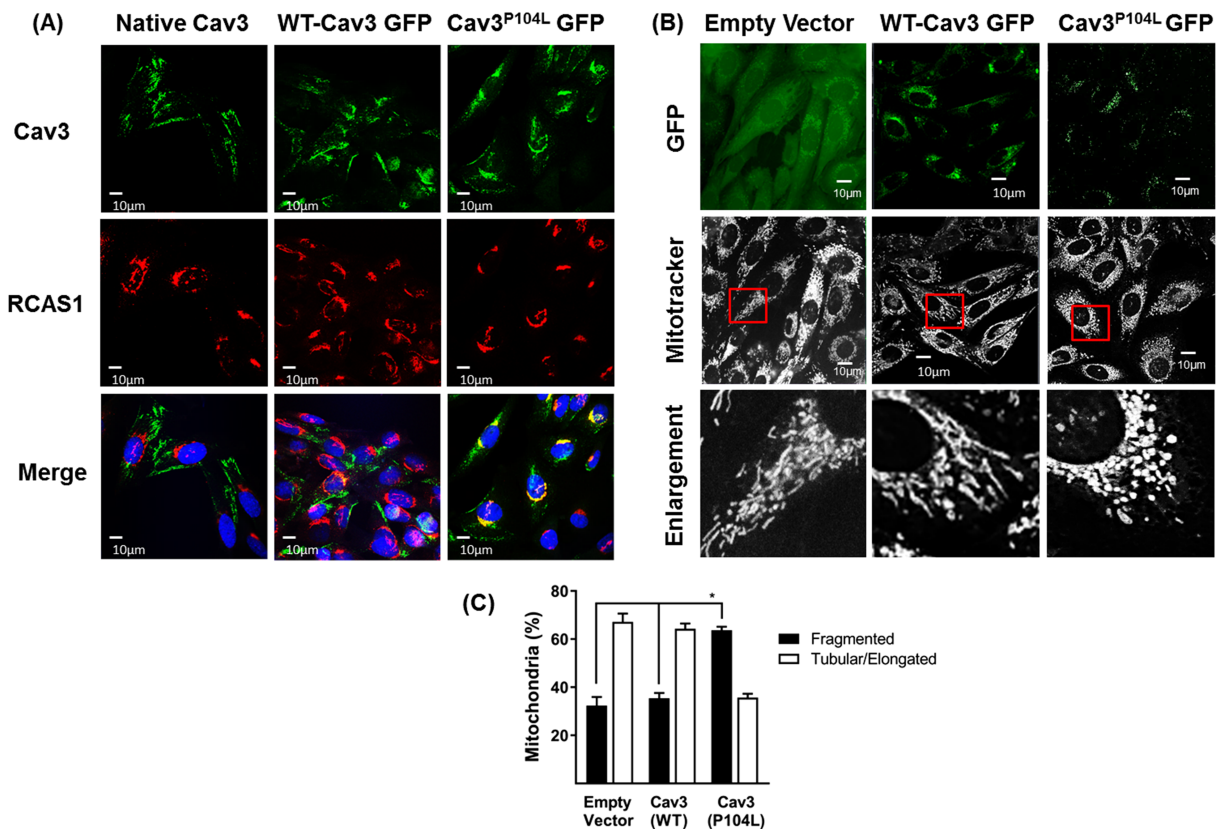 (A) Native Cav3 WT-Cav3 GFP Cav3P104L GFP
Cav3
10µm 10µm 10µm
RCAS1
10µm 10µm 10µm
Merge
10µm 10µm 10µm
(B) Empty Vector WT-Cav3 GFP Cav3P104L GFP
GFP
10µm 10µm 10µm
Mitotracker
10µm 10µm 10µm
Enlargement
(C)
Mitochondria (%)
80
60
40
20
*
Fragmented
Tubular/Elongated
Empty Vector
Cav3 (WT)
Cav3 (P104L)